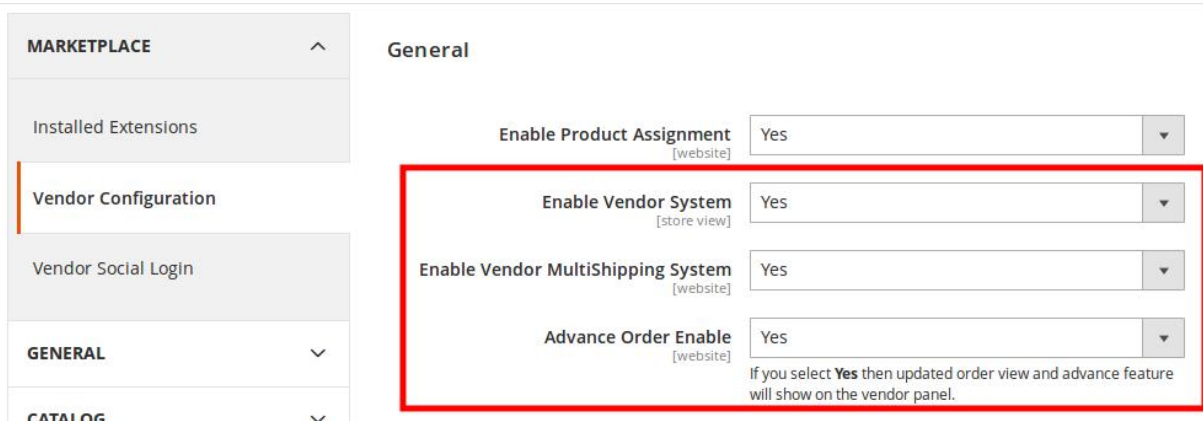 MARKETPLACE
Installed Extensions
Vendor Configuration
Vendor Social Login
GENERAL
CATALOG
General
Enable Product Assignment
[website]
Yes
Enable Vendor System
[store view]
Yes
Enable Vendor MultiShipping System
[website]
Yes
Advance Order Enable
[website]
Yes
If you select Yes then updated order view and advance feature
will show on the vendor panel.